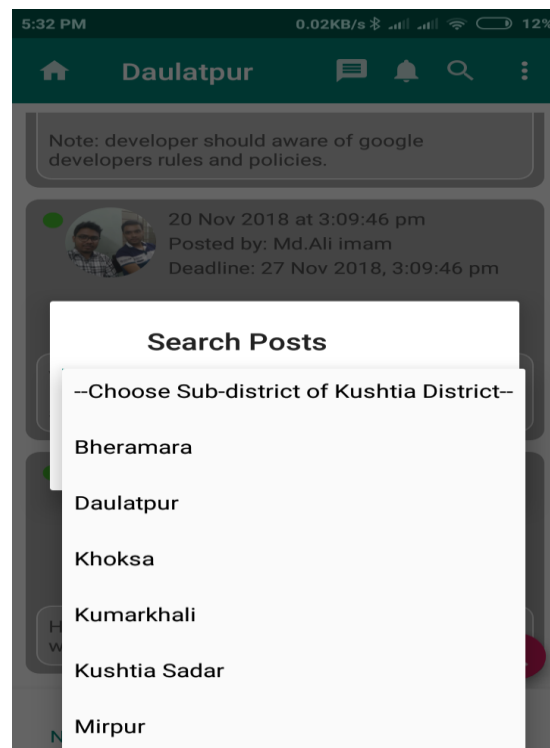 5:32 PM 0.02KB/s 12%
Daulatpur
Note: developer should aware of google
developers rules and policies.
20 Nov 2018 at 3:09:46 pm
Posted by: Md.Ali imam
Deadline: 27 Nov 2018, 3:09:46 pm
Search Posts
--Choose Sub-district of Kushtia District--
Bheramara
Daulatpur
Khoksa
Kumarkhali
Kushtia Sadar
Mirpur